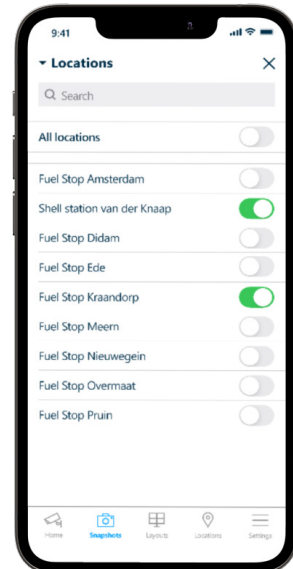 9:41
Locations
Search
All locations
Fuel Stop Amsterdam
Shell station van der Knaap
Fuel Stop Didam
Fuel Stop Ede
Fuel Stop Kraandorp
Fuel Stop Meern
Fuel Stop Nieuwegein
Fuel Stop Overmaat
Fuel Stop Pruin
Home Snapshots Layouts Locations Settings